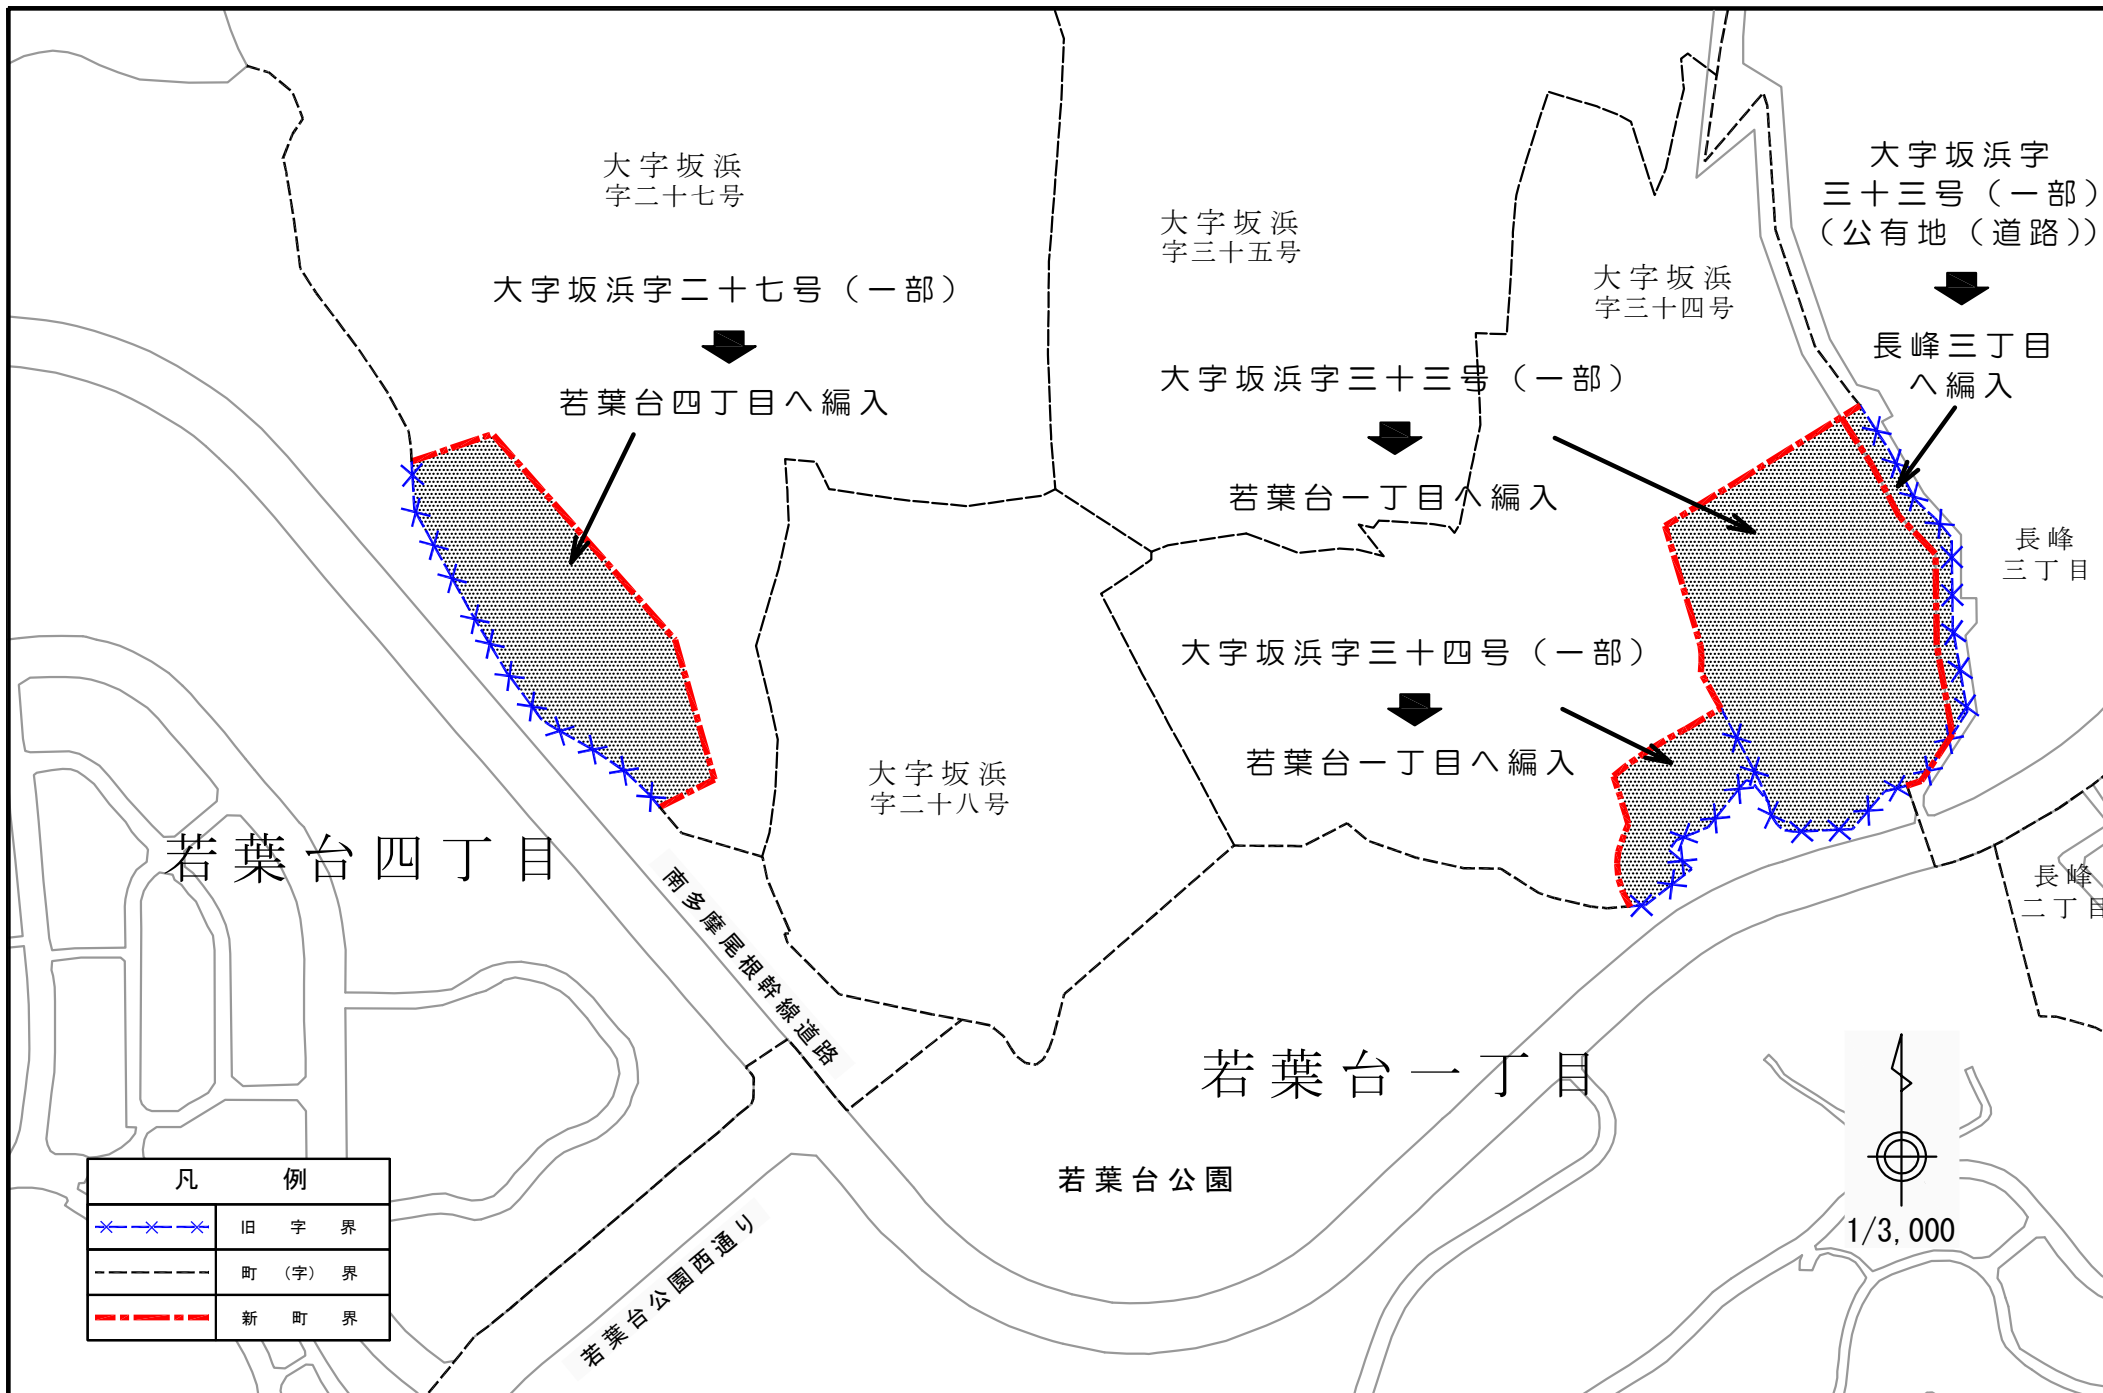 大字坂浜
字二十七号
大字坂浜字二十七号（一部）
若葉台四丁目へ編入
大字坂浜
字三十五号
大字坂浜
字三十四号
大字坂浜字
三十三号（一部）
（公有地（道路））
長峰三丁目
へ編入
大字坂浜字三十三号（一部）
若葉台一丁目へ編入
長峰
三丁目
大字坂浜字三十四号（一部）
若葉台一丁目へ編入
大字坂浜
字二十八号
若葉台四丁目
南多摩尾根幹線道路
長峰
二丁目
若葉台一丁目
若葉台公園
若葉台公園西通り
1/3,000
凡例
旧字界
町（字）界
新町界